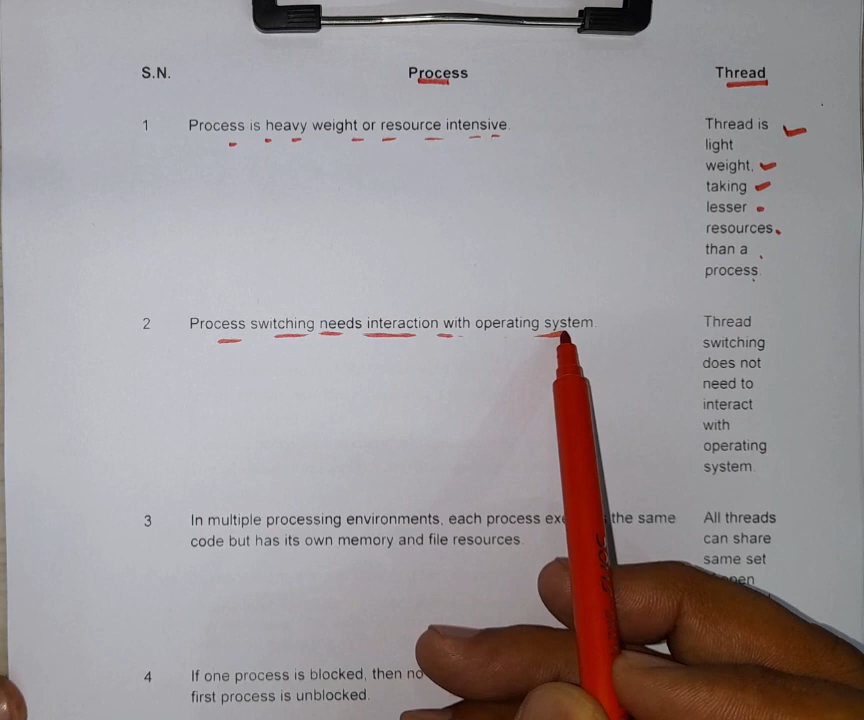 S.N. Process Thread
1 Process is heavy weight or resource intensive. Thread is
light
weight,
taking
lesser
resources
than a
process.
2 Process switching needs interaction with operating system. Thread
switching
does not
need to
interact
with
operating
system.
3 In multiple processing environments, each process the same All threads
code but has its own memory and file resources. can share
same set
4 If one process is blocked, then no
first process is unblocked.